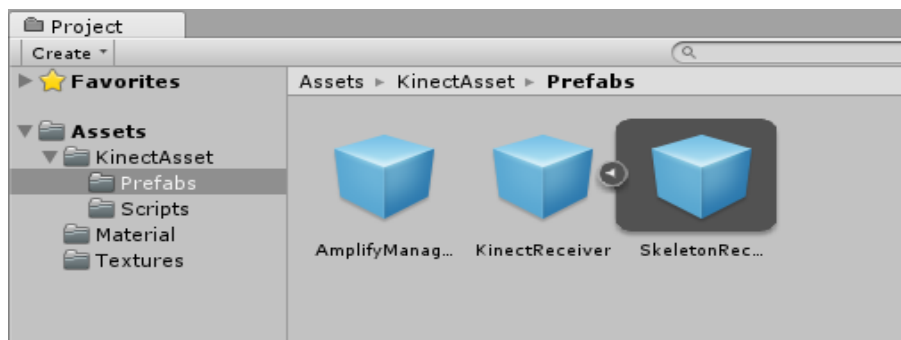 Project
Create
Favorites
Assets
KinectAsset
Prefabs
Scripts
Material
Textures
Assets ▸ KinectAsset ▸ Prefabs
AmplifyManag... KinectReceiver SkeletonRec...